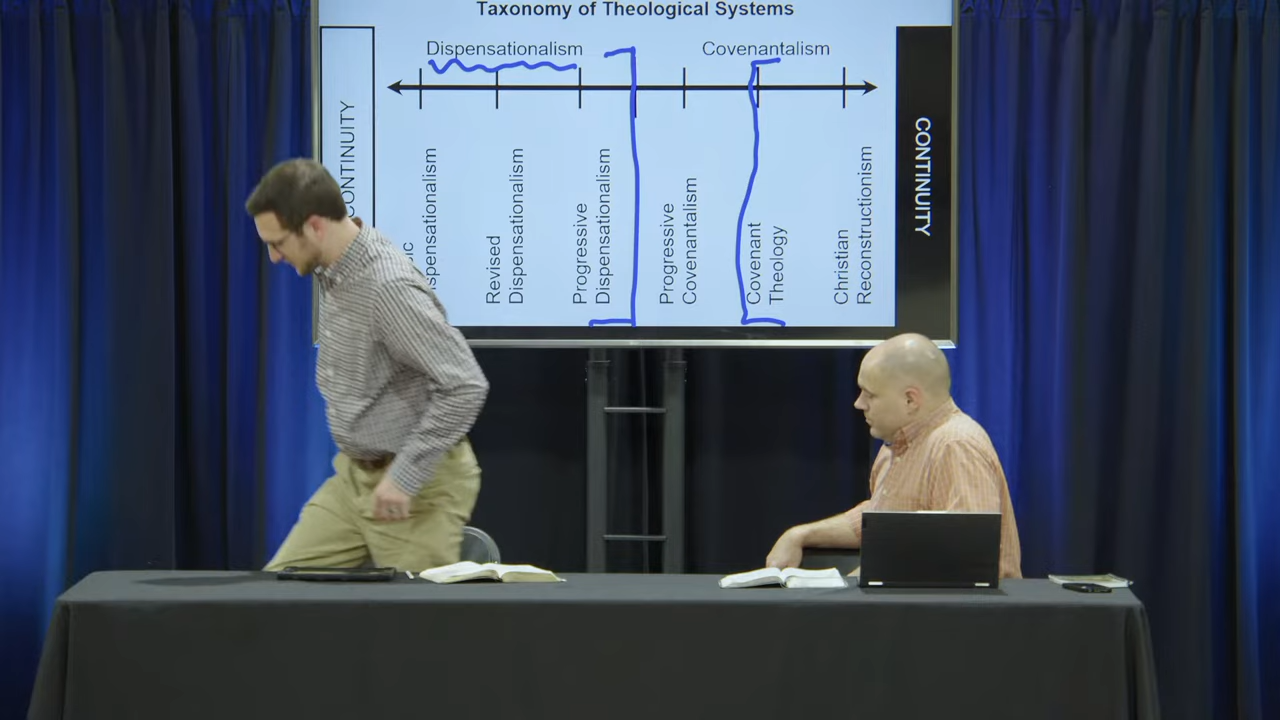 Taxonomy of Theological Systems
Dispensationalism
Covenantalism
CONTINUITY
Revised
Dispensationalism
Progressive
Dispensationalism
Progressive
Covenantalism
Covenant
Theology
Christian
Reconstructionism
CONTINUITY